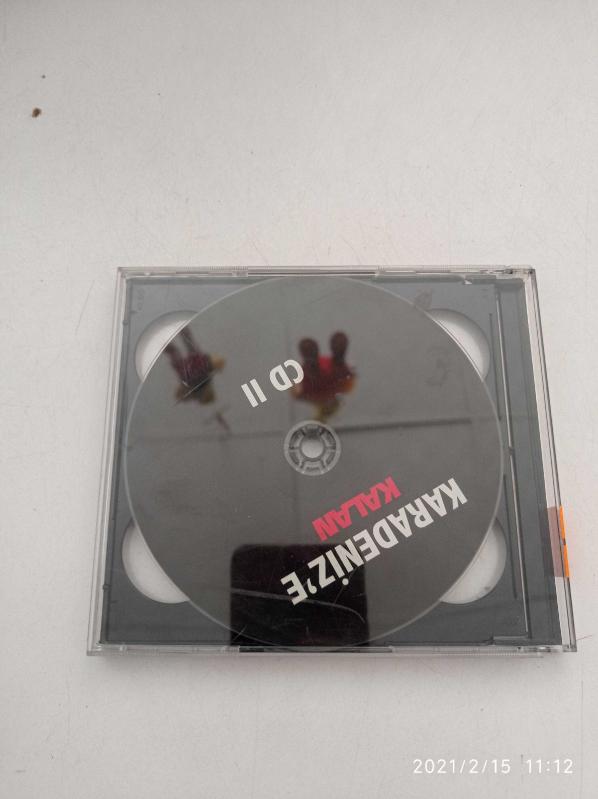 KARADENİZ'E
KALAN
CD II
2021/2/15 11:12